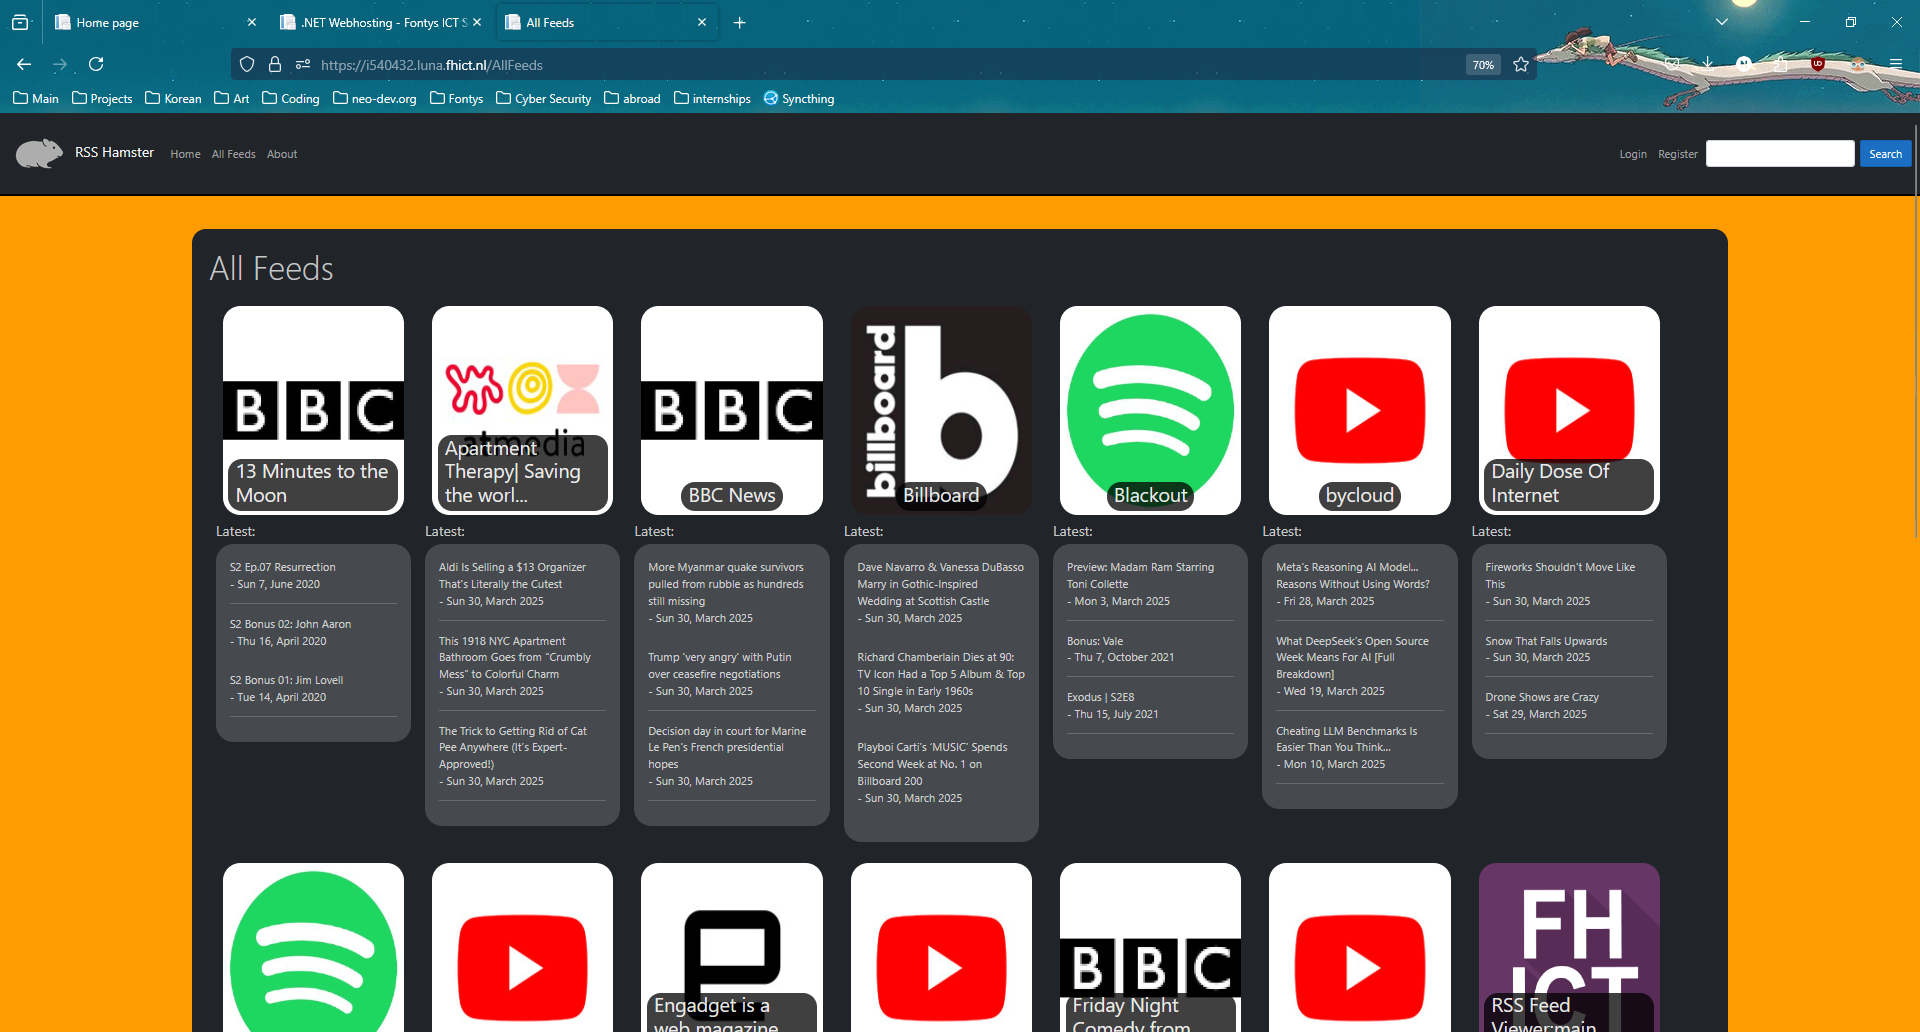 Home page
.NET Webhosting - Fontys ICT S
All Feeds
https://i540432.luna.fhict.nl/AllFeeds
70%
Main
Projects
Korean
Art
Coding
neo-dev.org
Fontys
Cyber Security
abroad
internships
Syncthing
RSS Hamster
Home
All Feeds
About
Login
Register
Search
All Feeds
BBC
13 Minutes to the
Moon
Latest:
S2 Ep.07 Resurrection
- Sun 7, June 2020
S2 Bonus 02: John Aaron
- Thu 16, April 2020
S2 Bonus 01: Jim Lovell
- Tue 14, April 2020
atmedia
Apartment
Therapy| Saving
the worl...
Latest:
Aldi Is Selling a $13 Organizer
That's Literally the Cutest
- Sun 30, March 2025
This 1918 NYC Apartment
Bathroom Goes from "Crumbly
Mess" to Colorful Charm
- Sun 30, March 2025
The Trick to Getting Rid of Cat
Pee Anywhere (It's Expert-
Approved!)
- Sun 30, March 2025
BBC
BBC News
Latest:
More Myanmar quake survivors
pulled from rubble as hundreds
still missing
- Sun 30, March 2025
Trump 'very angry' with Putin
over ceasefire negotiations
- Sun 30, March 2025
Decision day in court for Marine
Le Pen's French presidential
hopes
- Sun 30, March 2025
billboard
b
Billboard
Latest:
Dave Navarro & Vanessa DuBasso
Marry in Gothic-Inspired
Wedding at Scottish Castle
- Sun 30, March 2025
Richard Chamberlain Dies at 90:
TV Icon Had a Top 5 Album & Top
10 Single in Early 1960s
- Sun 30, March 2025
Playboi Carti's 'MUSIC' Spends
Second Week at No. 1 on
Billboard 200
- Sun 30, March 2025
Blackout
Latest:
Preview: Madam Ram Starring
Toni Collette
- Mon 3, March 2025
Bonus: Vale
- Thu 7, October 2021
Exodus | S2E8
- Thu 15, July 2021
bycloud
Latest:
Meta's Reasoning AI Model...
Reasons Without Using Words?
- Fri 28, March 2025
What DeepSeek's Open Source
Week Means For AI [Full
Breakdown]
- Wed 19, March 2025
Cheating LLM Benchmarks Is
Easier Than You Think...
- Mon 10, March 2025
Daily Dose Of
Internet
Latest:
Fireworks Shouldn't Move Like
This
- Sun 30, March 2025
Snow That Falls Upwards
- Sun 30, March 2025
Drone Shows are Crazy
- Sat 29, March 2025
Engadget is a
web magazine
BBC
Friday Night
Comedy from
FH
ICT
RSS Feed
Viewer:main